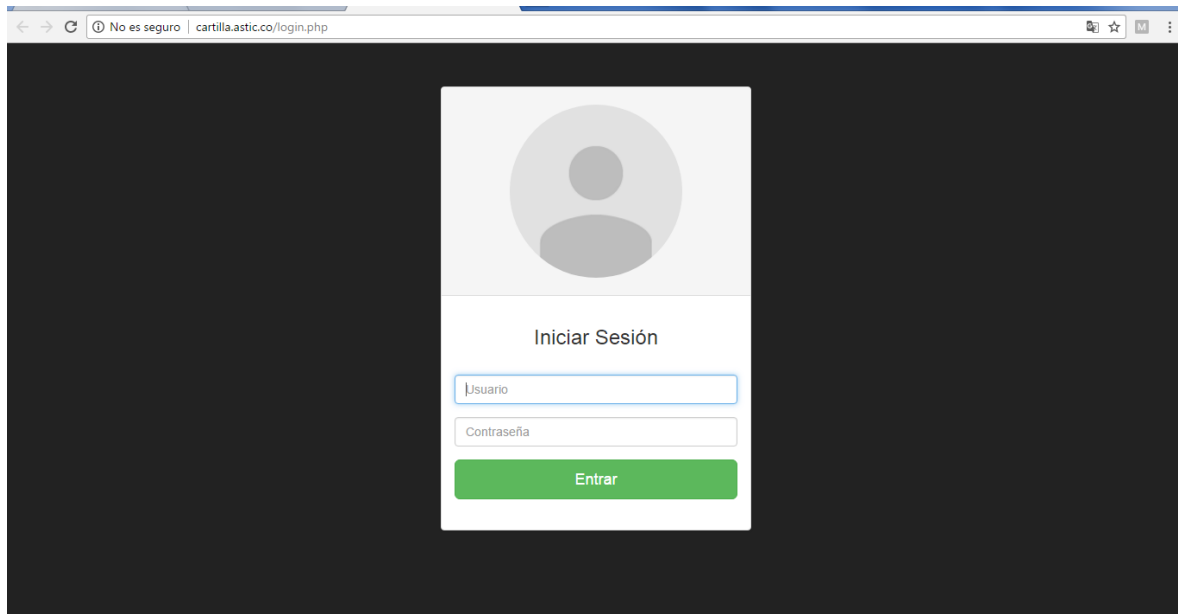 No es seguro | cartilla.astic.co/login.php
M
Iniciar Sesión
Usuario
Contraseña
Entrar